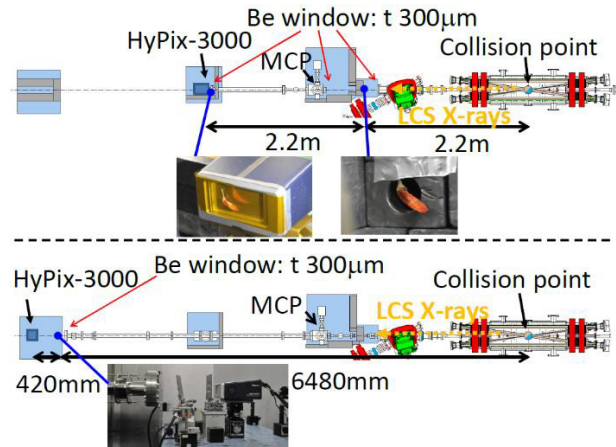 Be window: t 300μm
HyPix-3000
MCP
Collision point
LCS X-rays
2.2m
2.2m
HyPix-3000
Be window: t 300μm
MCP
Collision point
LCS X-rays
420mm
6480mm